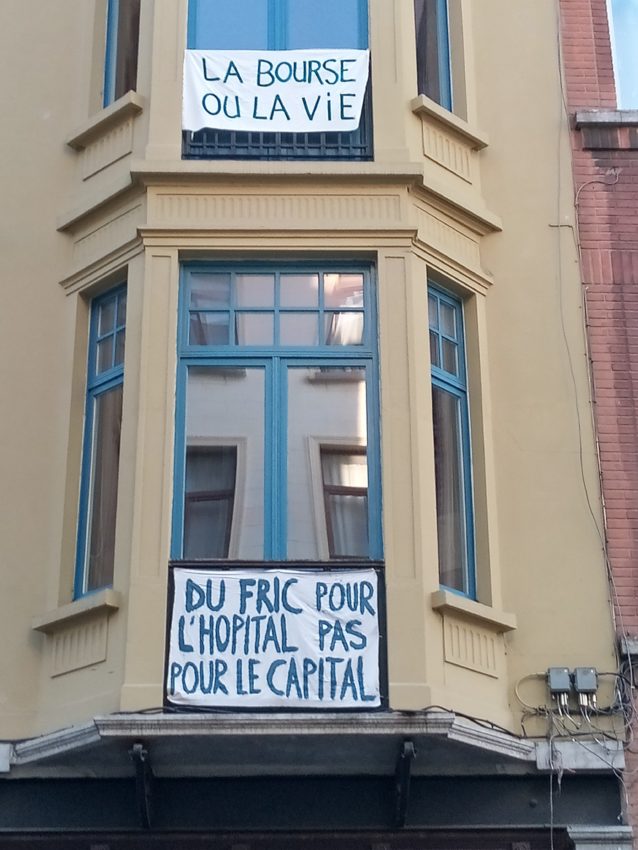 LA BOURSE
OU LA ViE
DU FRIC POUR
L'HOPITAL PAS
POUR LE CAPITAL